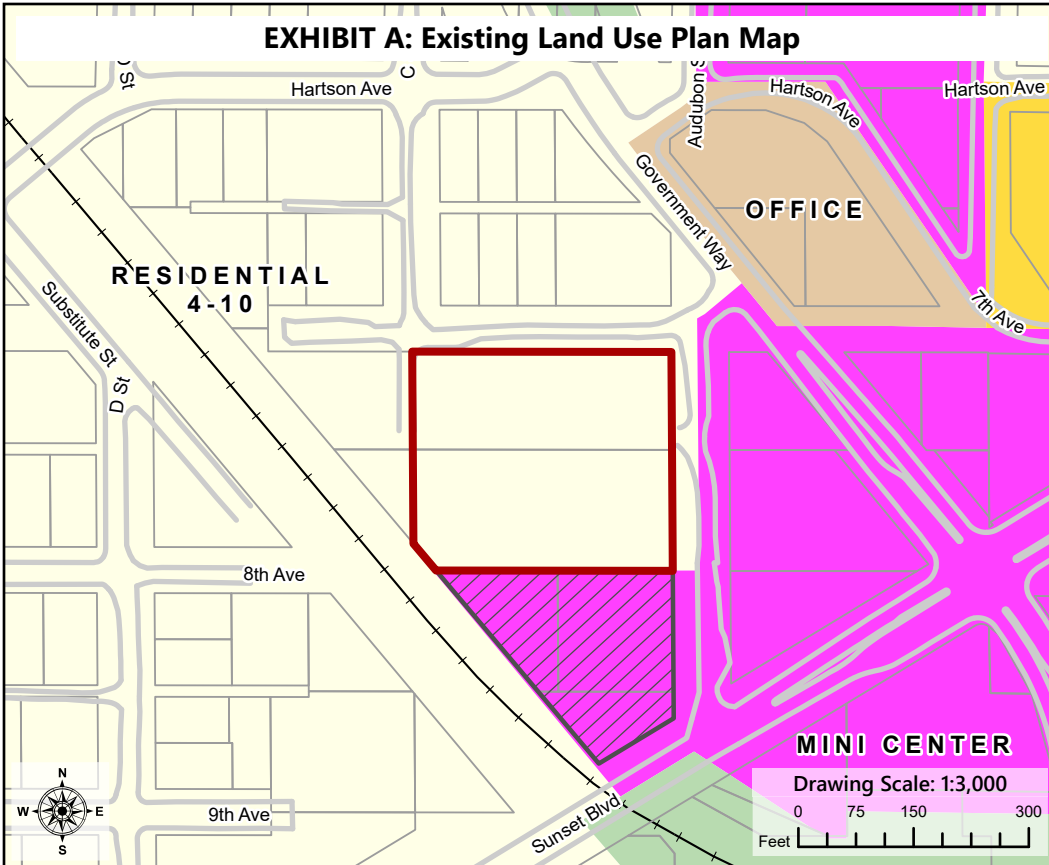 EXHIBIT A: Existing Land Use Plan Map
St
C
Hartson Ave
Audubon S
Hartson Ave
Hartson Ave
Government Way
OFFICE
RESIDENTIAL
4-10
Substitute St
D St
7th Ave
8th Ave
MINI CENTER
Drawing Scale: 1:3,000
0 75 150 300
Feet
N
W E
S
9th Ave
Sunset Blvd